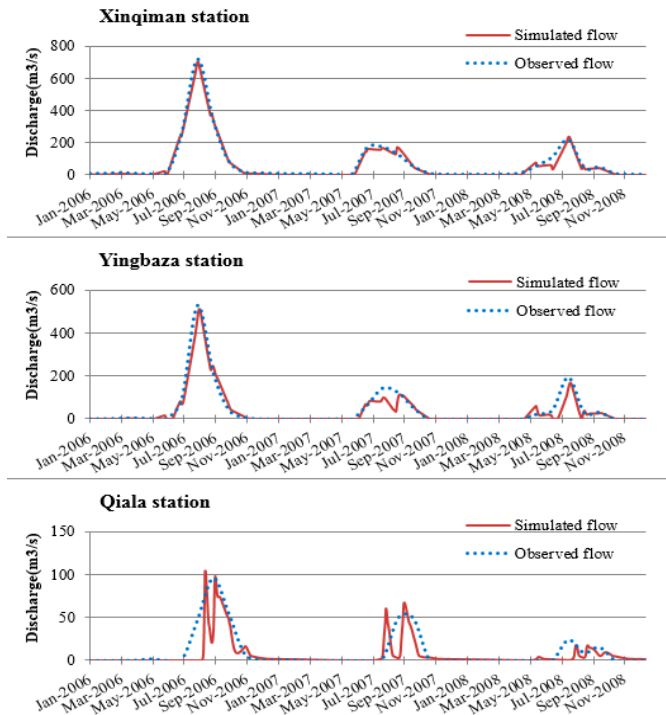 Xinqiman station
Simulated flow
Observed flow
Discharge(m3/s)
800
600
400
200
0
Jan-2006
Mar-2006
May-2006
Jul-2006
Sep-2006
Nov-2006
Jan-2007
Mar-2007
May-2007
Jul-2007
Sep-2007
Nov-2007
Jan-2008
Mar-2008
May-2008
Jul-2008
Sep-2008
Nov-2008
Yingbaza station
Simulated flow
Observed flow
Discharge(m3/s)
600
400
200
0
Jan-2006
Mar-2006
May-2006
Jul-2006
Sep-2006
Nov-2006
Jan-2007
Mar-2007
May-2007
Jul-2007
Sep-2007
Nov-2007
Jan-2008
Mar-2008
May-2008
Jul-2008
Sep-2008
Nov-2008
Qiala station
Simulated flow
Observed flow
Discharge(m3/s)
150
100
50
0
Jan-2006
Mar-2006
May-2006
Jul-2006
Sep-2006
Nov-2006
Jan-2007
Mar-2007
May-2007
Jul-2007
Sep-2007
Nov-2007
Jan-2008
Mar-2008
May-2008
Jul-2008
Sep-2008
Nov-2008